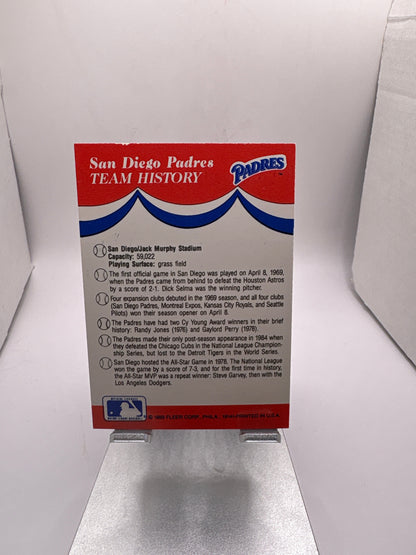 San Diego Padres
TEAM HISTORY
PADRES
San Diego/Jack Murphy Stadium
Capacity: 59,022
Playing Surface: grass field
The first official game in San Diego was played on April 8, 1969,
when the Padres came from behind to defeat the Houston Astros
by a score of 2-1. Dick Selma was the winning pitcher.
Four expansion clubs debuted in the 1969 season, and all four clubs
(San Diego Padres, Montreal Expos, Kansas City Royals, and Seattle
Pilots) won their season opener on April 8.
The Padres have had two Cy Young Award winners in their brief
history: Randy Jones (1976) and Gaylord Perry (1978).
The Padres made their only post-season appearance in 1984 when
they defeated the Chicago Cubs in the National League Champion-
ship Series, but lost to the Detroit Tigers in the World Series.
San Diego hosted the All-Star Game in 1978. The National League
won the game by a score of 7-3, and for the first time in history,
the All-Star MVP was a repeat winner: Steve Garvey, then with the
Los Angeles Dodgers.
FLEER CORP., PHILA., PRINTED IN U.S.A.